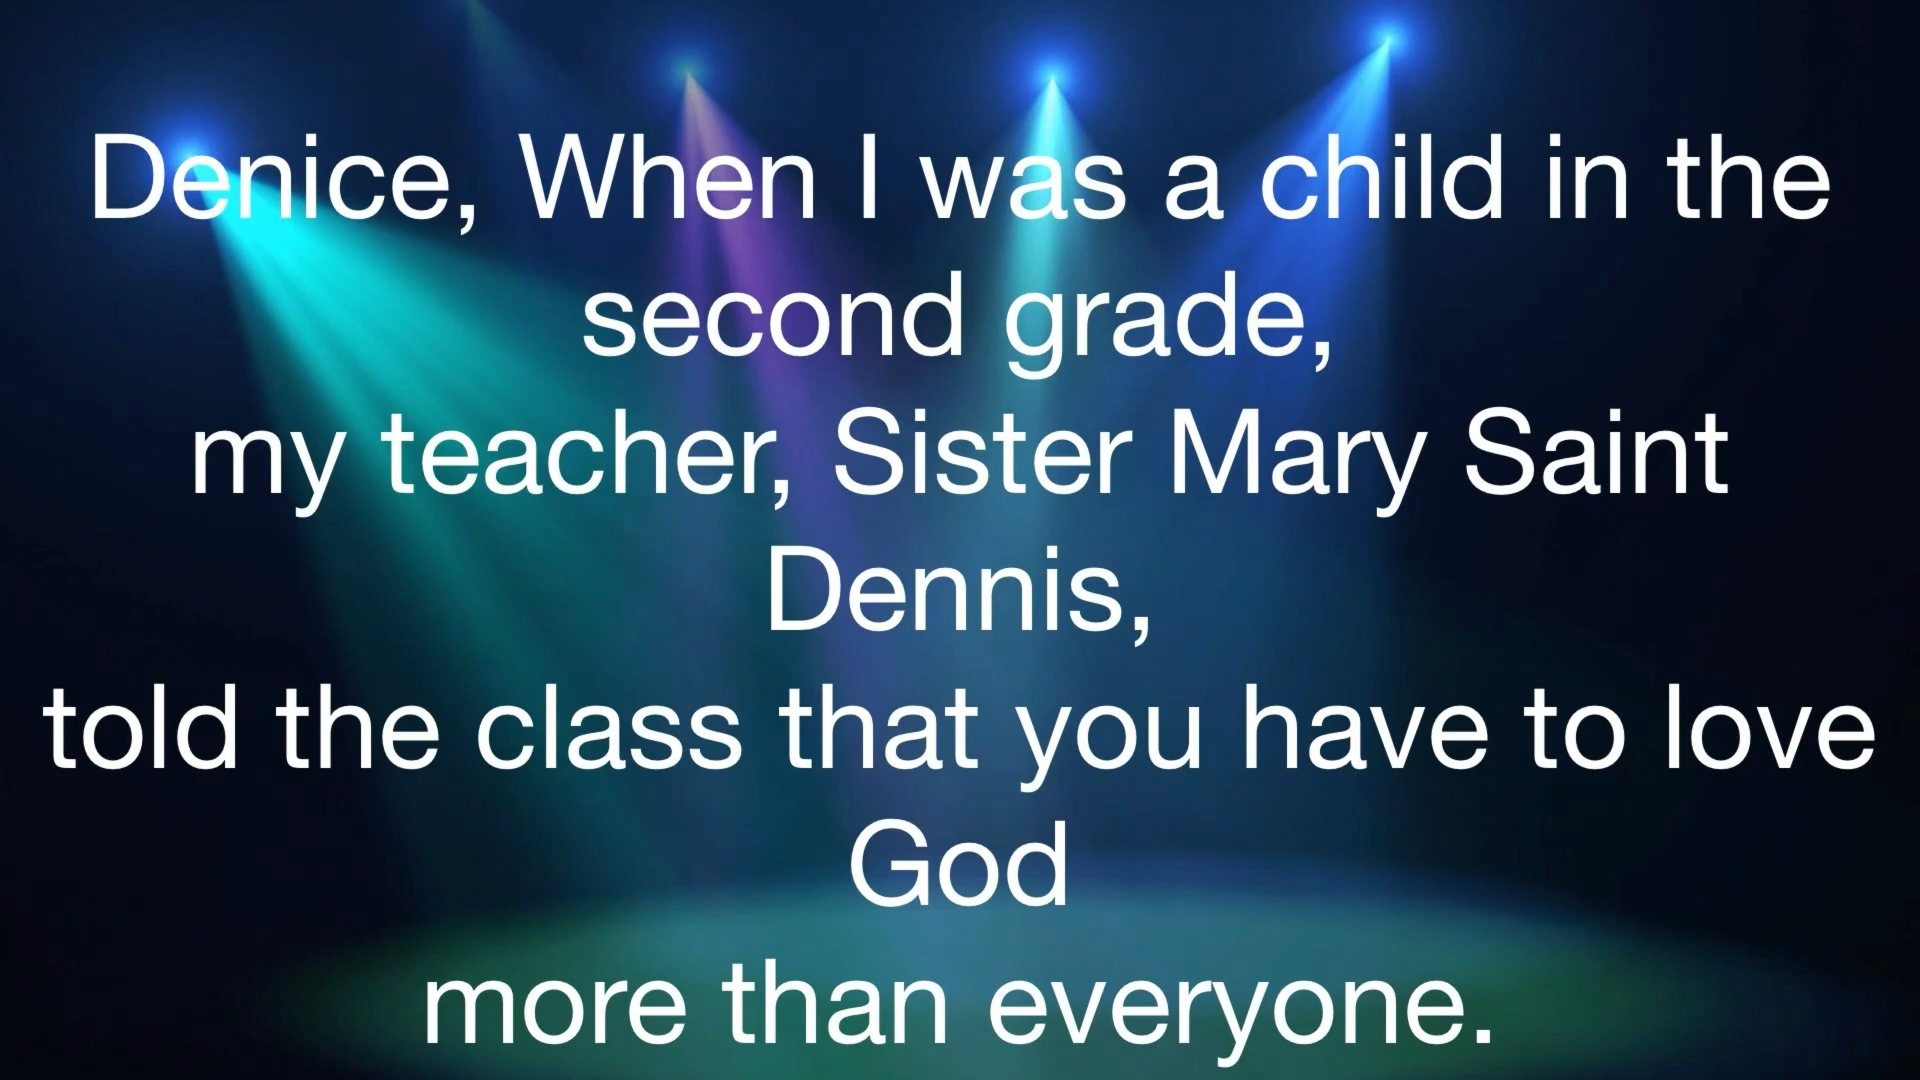 Denice, When I was a child in the
second grade,
my teacher, Sister Mary Saint
Dennis,
told the class that you have to love
God
more than everyone.